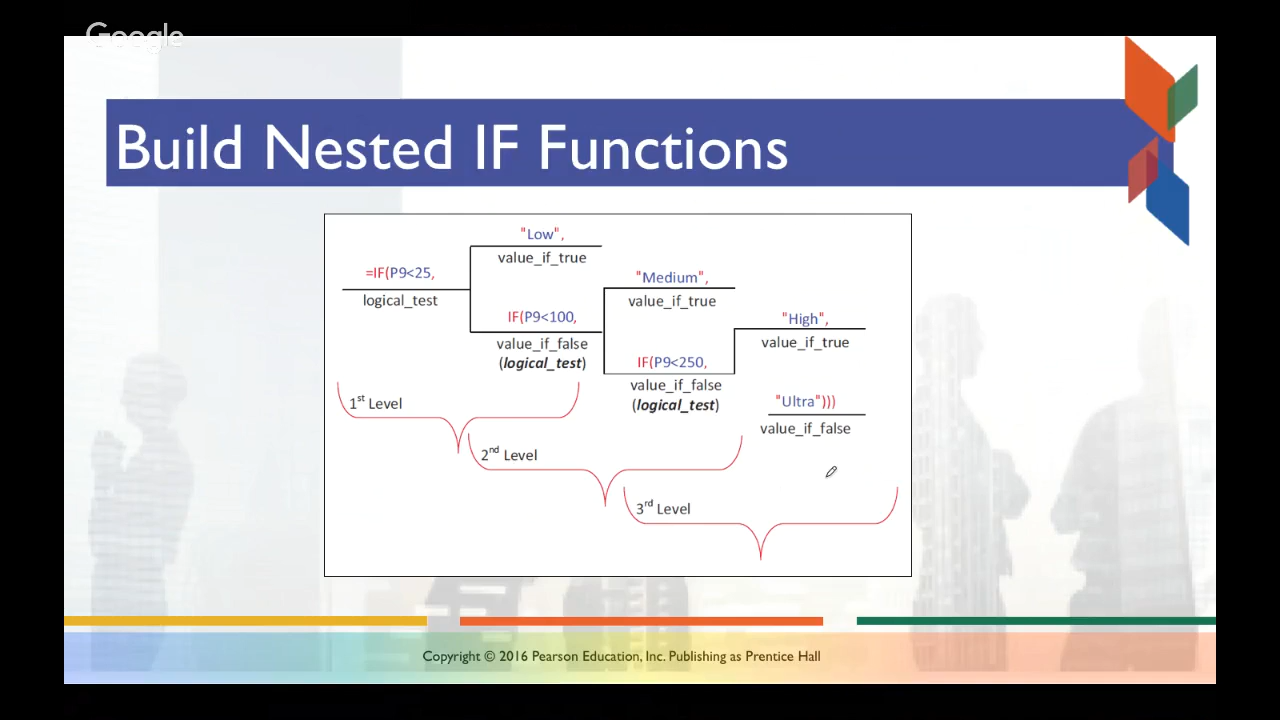 Google
Build Nested IF Functions
"Low",
value_if_true
=IF(P9<25,
logical_test
"Medium",
value_if_true
IF(P9<100,
value_if_false
(logical_test)
"High",
value_if_true
IF(P9<250,
value_if_false
(logical_test)
"Ultra")))
value_if_false
1st Level
2nd Level
3rd Level
Copyright © 2016 Pearson Education, Inc. Publishing as Prentice Hall